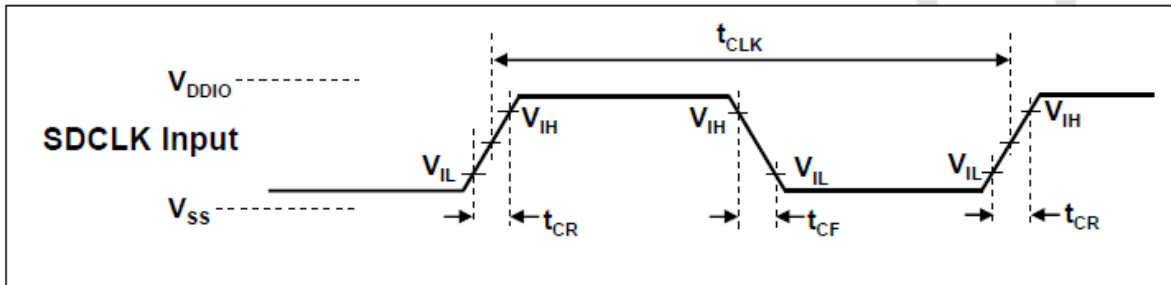 tCLK
VDDIO
SDCLK Input
VIH VIH VIH
VIL VIL VIL
VSS
tCR tCF tCR